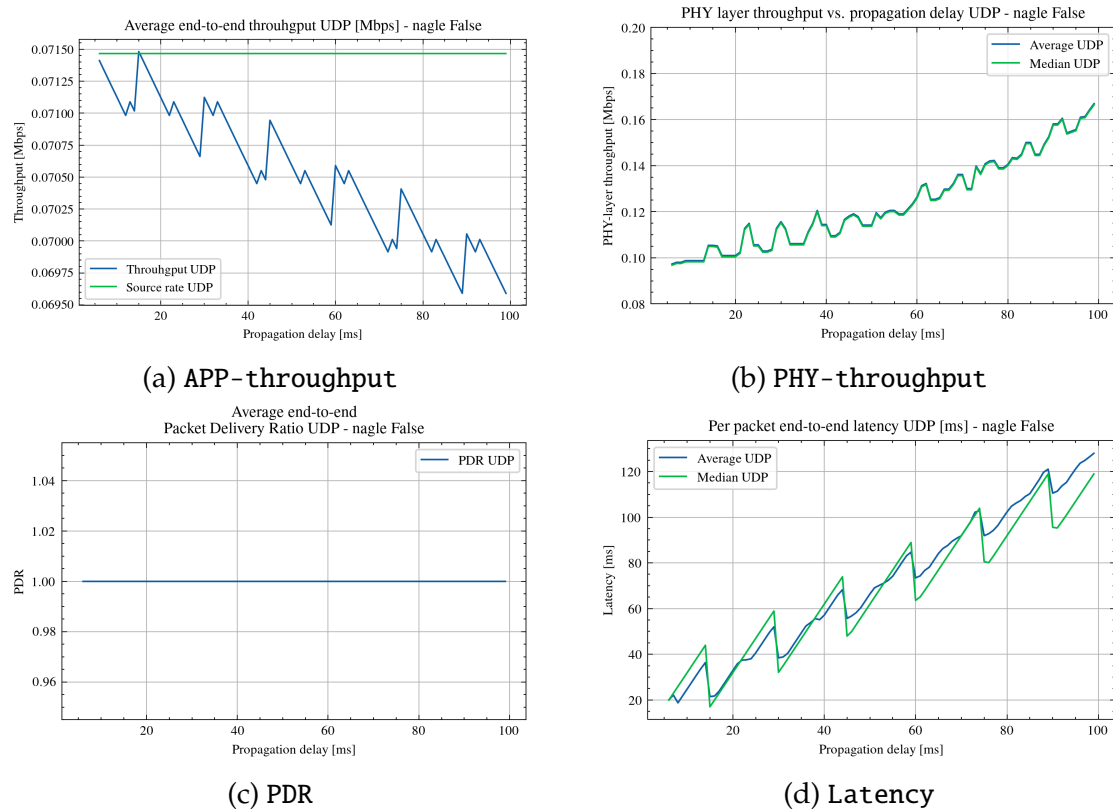 Average end-to-end throuhgput UDP [Mbps] - nagle False
0.07150
0.07125
0.07100
0.07075
0.07050
0.07025
0.07000
0.06975
0.06950
Throughput [Mbps]
Throuhgput UDP
Source rate UDP
20 40 60 80 100
Propagation delay [ms]
(a) APP-throughput
PHY layer throughput vs. propagation delay UDP - nagle False
0.20
0.18
0.16
0.14
0.12
0.10
0.08
PHY-layer throughput [Mbps]
Average UDP
Median UDP
20 40 60 80 100
Propagation delay [ms]
(b) PHY-throughput
Average end-to-end
Packet Delivery Ratio UDP - nagle False
1.04
1.02
1.00
0.98
0.96
PDR
PDR UDP
20 40 60 80 100
Propagation delay [ms]
(c) PDR
Per packet end-to-end latency UDP [ms] - nagle False
120
100
80
60
40
20
Latency [ms]
Average UDP
Median UDP
20 40 60 80 100
Propagation delay [ms]
(d) Latency